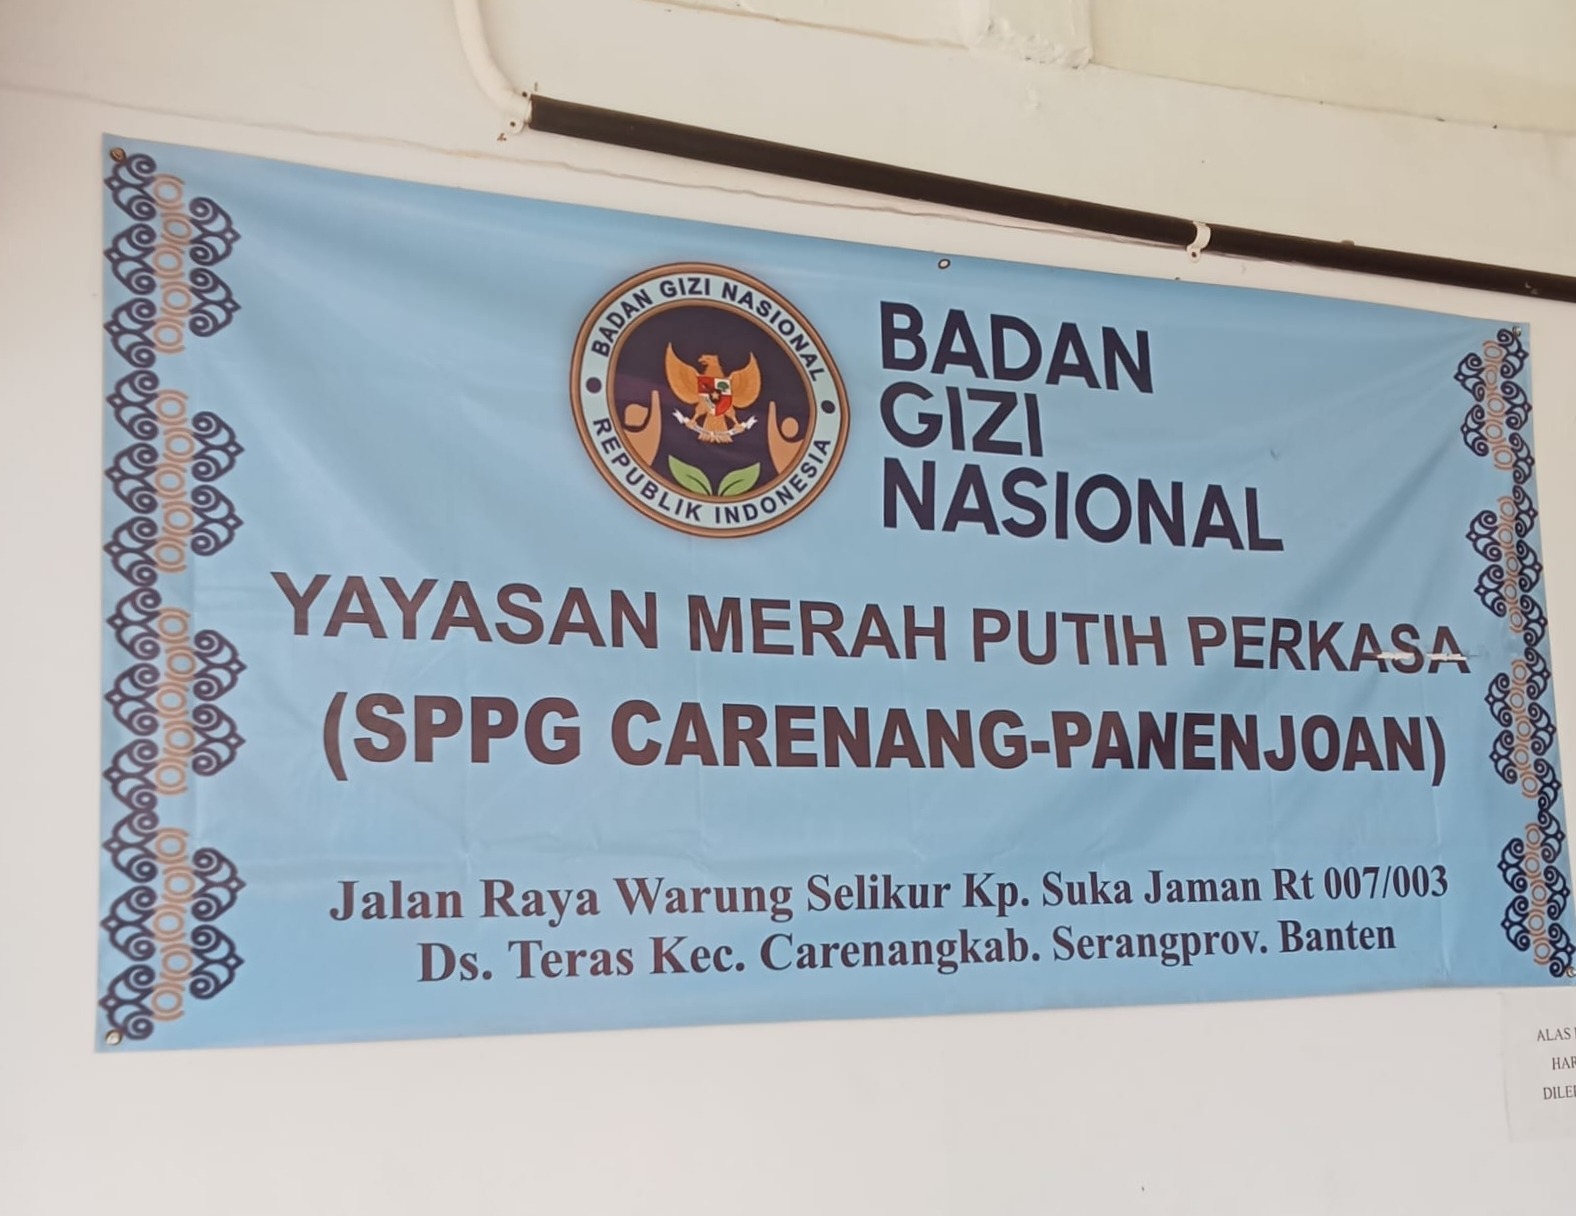 BADAN GIZI NASIONAL
REPUBLIK INDONESIA
BADAN
GIZI
NASIONAL
YAYASAN MERAH PUTIH PERKASA
(SPPG CARENANG-PANENJOAN)
Jalan Raya Warung Selikur Kp. Suka Jaman Rt 007/003
Ds. Teras Kec. Carenangkab. Serangprov. Banten
ALAS